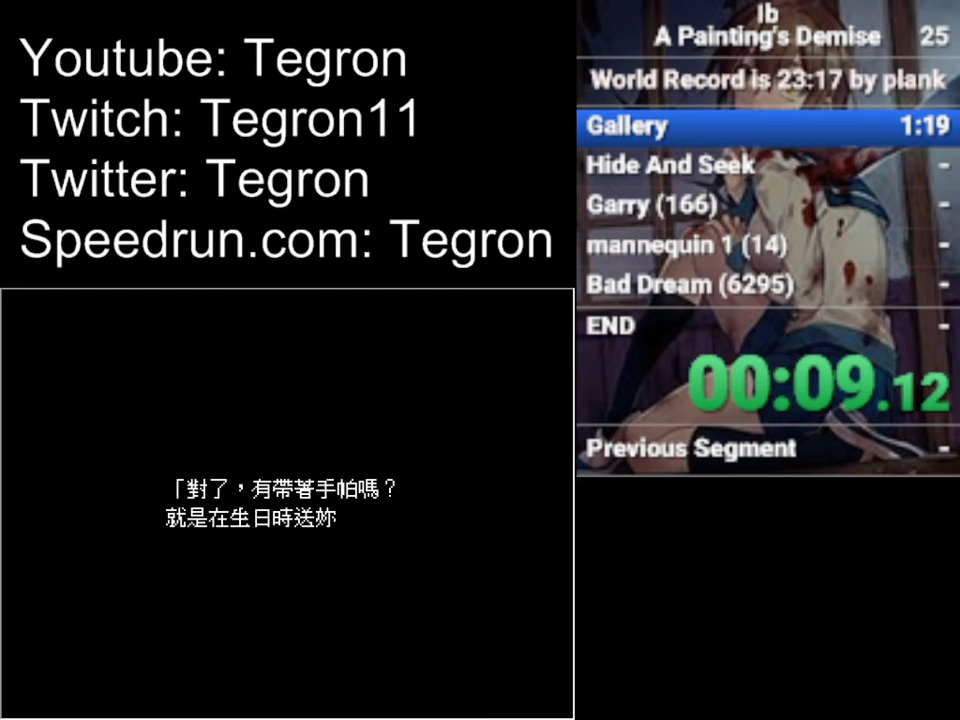 Youtube: Tegron
Twitch: Tegron11
Twitter: Tegron
Speedrun.com: Tegron
「對了，有帶著手帕嗎？
就是在生日時送妳
Ib
A Painting's Demise 25
World Record is 23:17 by plank
Gallery 1:19
Hide And Seek -
Garry (166) -
mannequin 1 (14) -
Bad Dream (6295) -
END -
00:09.12
Previous Segment -